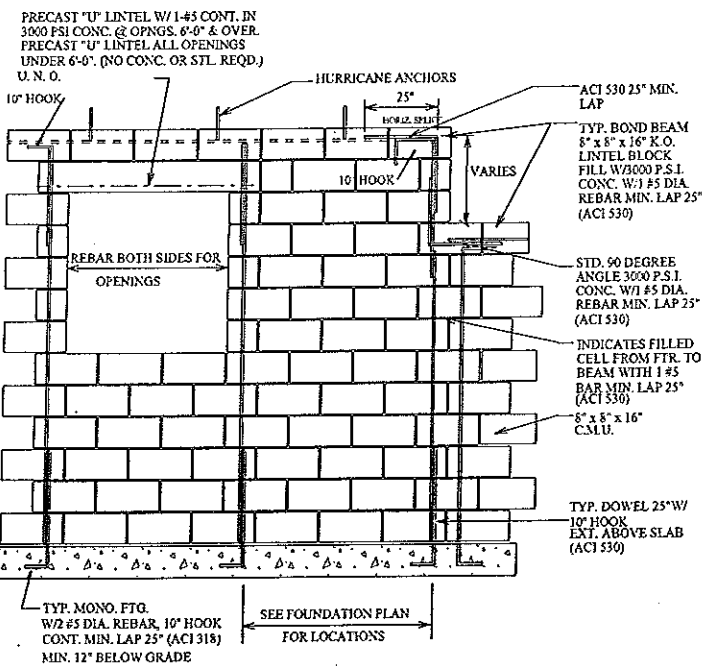 PRECAST "U" LINTEL W/ 1-#5 CONT. IN
3000 PSI CONC. @ OPNGS. 6'-0" & OVER.
PRECAST "U" LINTEL ALL OPENINGS
UNDER 6'-0". (NO CONC. OR STL. REQD.)
U. N. O.
10" HOOK
HURRICANE ANCHORS
25"
HORIZ. SPLICE
10" HOOK
VARIES
ACI 530 25" MIN.
LAP
TYP. BOND BEAM
8" x 8" x 16" K.O.
LINTEL BLOCK
FILL W/3000 P.S.I.
CONC. W/1 #5 DIA.
REBAR MIN. LAP 25"
(ACI 530)
REBAR BOTH SIDES FOR
OPENINGS
STD. 90 DEGREE
ANGLE 3000 P.S.I.
CONC. W/1 #5 DIA.
REBAR MIN. LAP 25"
(ACI 530)
INDICATES FILLED
CELL FROM FTR. TO
BEAM WITH 1 #5
BAR MIN. LAP 25"
(ACI 530)
8" x 8" x 16"
C.M.U.
TYP. DOWEL 25" W/
10" HOOK
EXT. ABOVE SLAB
(ACI 530)
TYP. MONO. FTG.
W/2 #5 DIA. REBAR, 10" HOOK
CONT. MIN. LAP 25" (ACI 318)
MIN. 12" BELOW GRADE
SEE FOUNDATION PLAN
FOR LOCATIONS